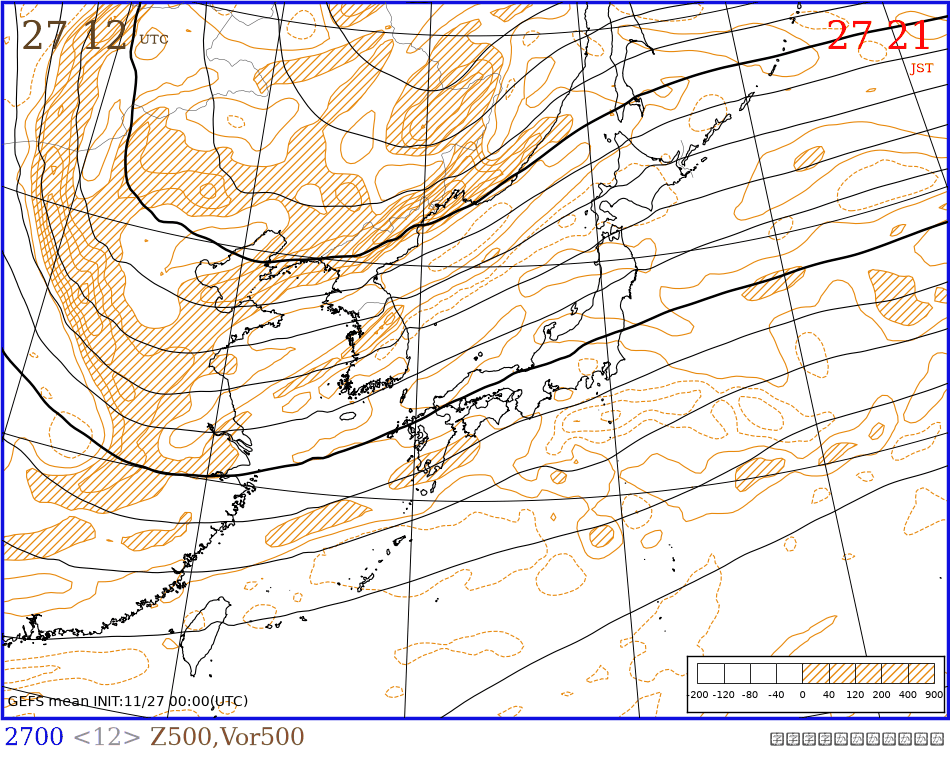 27 12 UTC
27 21
JST
-200 -120 -80 -40 0 40 120 200 400 900
GEFS mean INIT:11/27 00:00(UTC)
2700 <12> Z500,Vor500